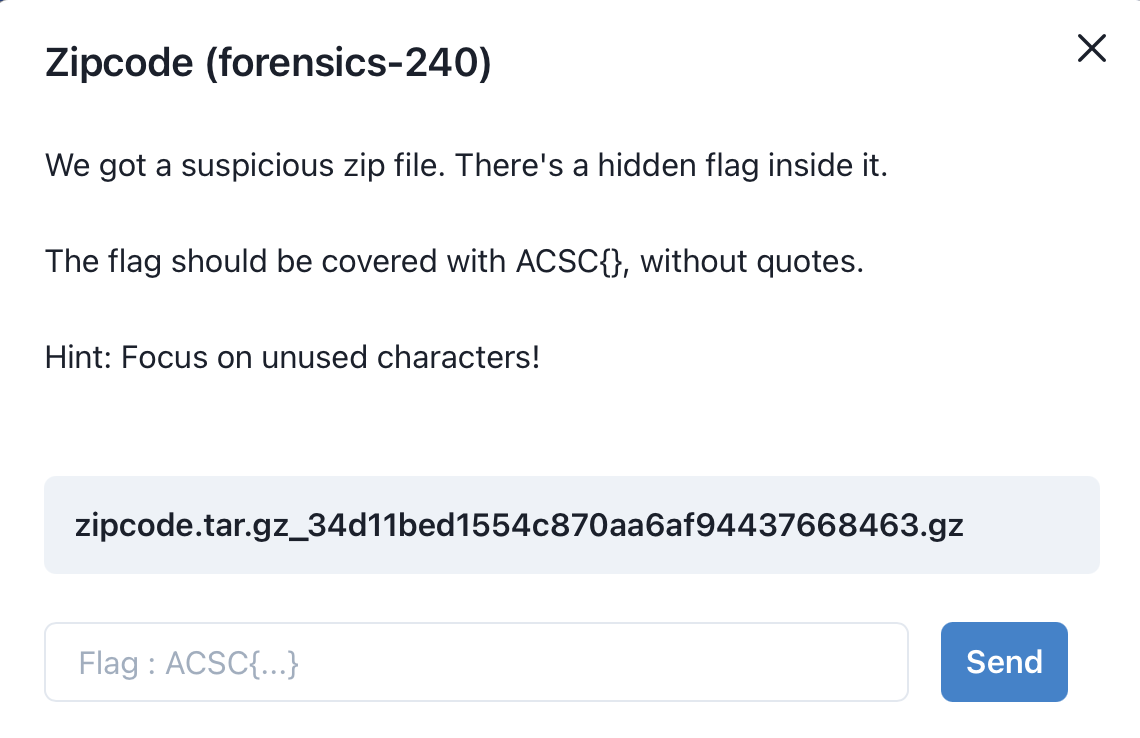 Zipcode (forensics-240)
We got a suspicious zip file. There's a hidden flag inside it.
The flag should be covered with ACSC{}, without quotes.
Hint: Focus on unused characters!
zipcode.tar.gz_34d11bed1554c870aa6af94437668463.gz
Flag : ACSC{...}
Send